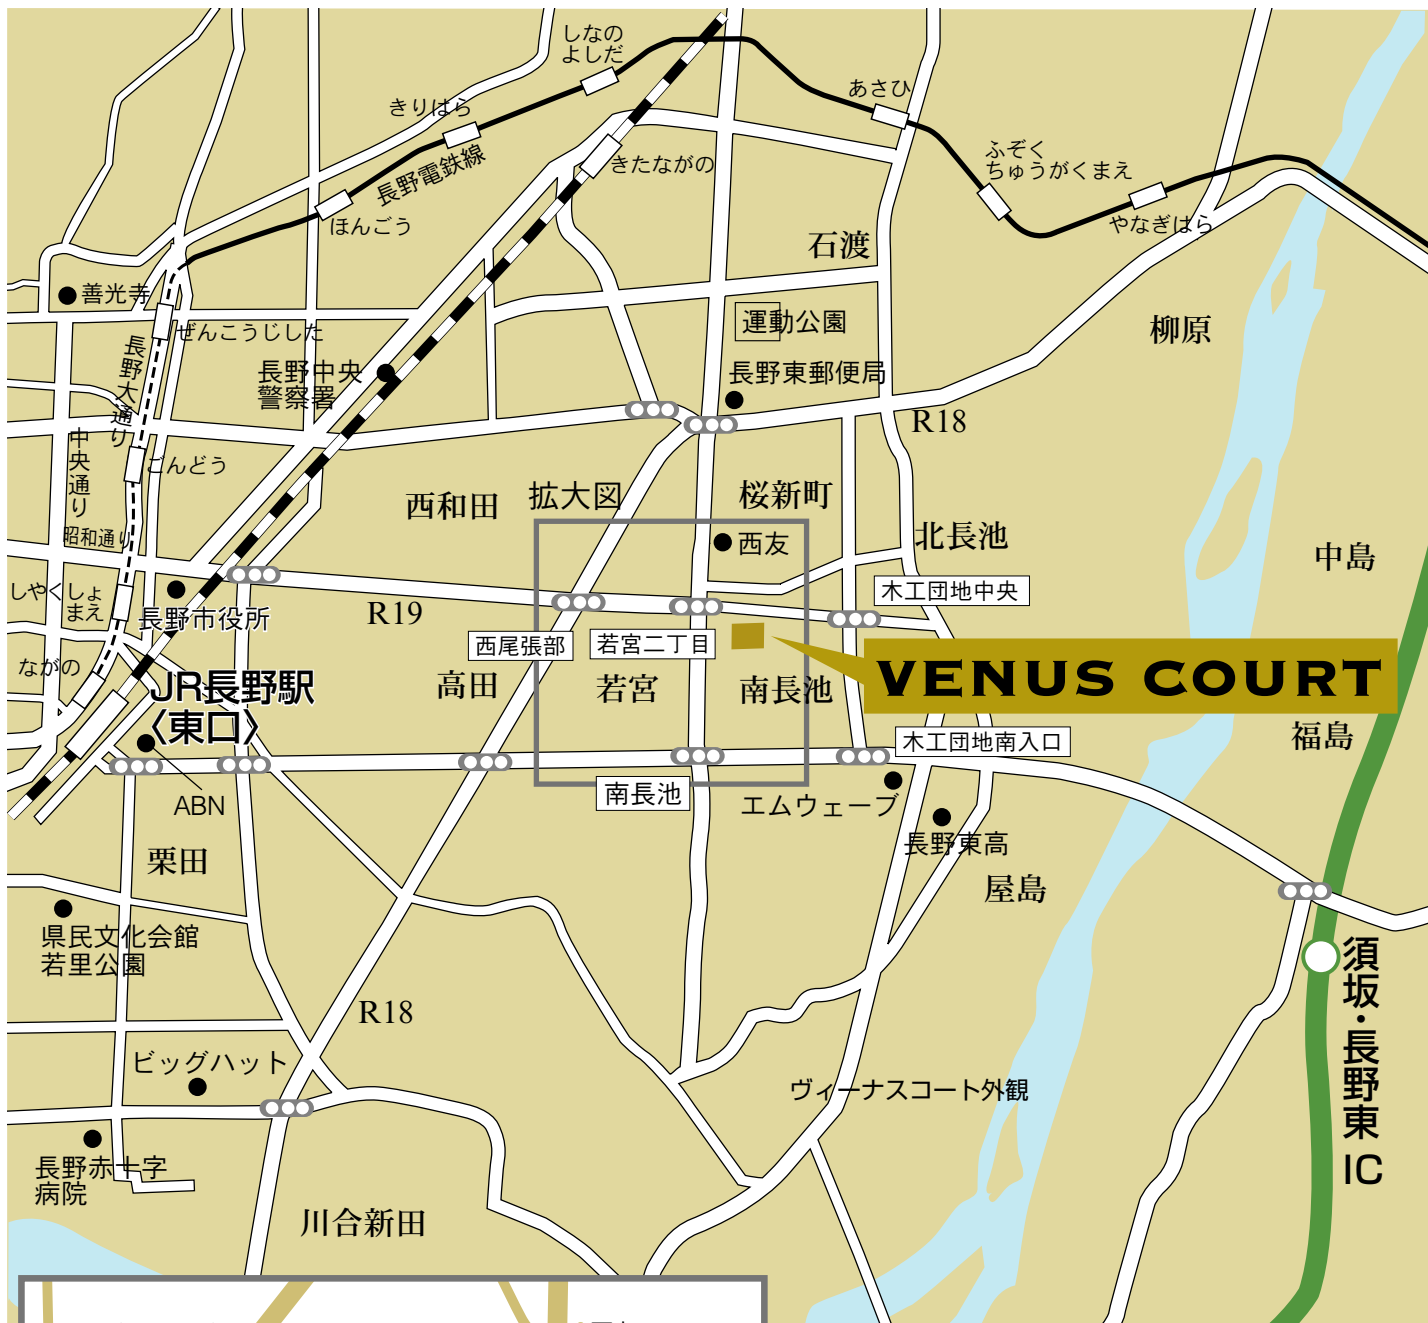 しなの
よしだ
あさひ
きりはら
長野電鉄線
きたながの
ふぞく
ちゅうがくまえ
やなぎはら
ほんごう
石渡
善光寺
運動公園
柳原
ぜんこうじした
長野大通り
長野中央
警察署
長野東郵便局
R18
中央通り
ごんどう
西和田
拡大図
桜新町
昭和通り
西友
北長池
中島
しやくしょ
まえ
長野市役所
R19
木工団地中央
西尾張部
若宮二丁目
ながの
JR長野駅
〈東口〉
高田
若宮
南長池
VENUS COURT
福島
木工団地南入口
ABN
南長池
エムウェーブ
長野東高
栗田
屋島
県民文化会館
若里公園
須坂・長野東IC
R18
ビッグハット
ヴィーナスコート外観
長野赤十字
病院
川合新田